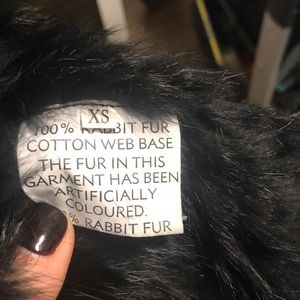 XS
100% RABBIT FUR
COTTON WEB BASE
THE FUR IN THIS
GARMENT HAS BEEN
ARTIFICIALLY
COLOURED.
% RABBIT FUR